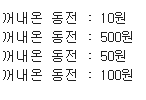 꺼내온 동전 : 10원
꺼내온 동전 : 500원
꺼내온 동전 : 50원
꺼내온 동전 : 100원